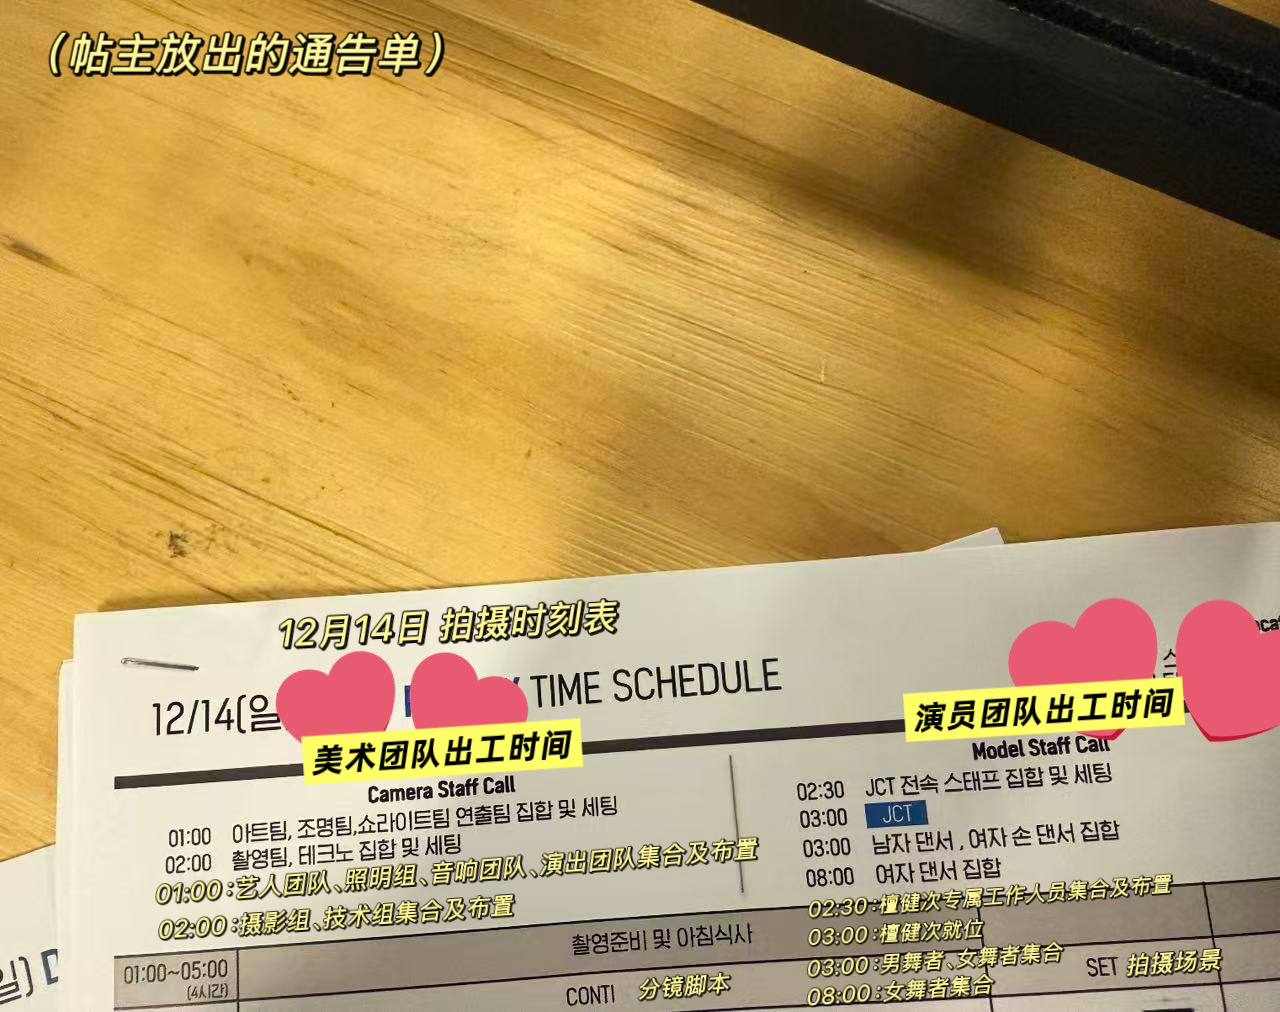 （帖主放出的通告单）
12月14日 拍摄时刻表
12/14(일
TIME SCHEDULE
美术团队出工时间
演员团队出工时间
Camera Staff Call
01:00 아트팀, 조명팀,쇼라이트팀 연출팀 집합 및 세팅
02:00 촬영팀, 테크노 집합 및 세팅
01:00：艺人团队、照明组、音响团队、演出团队集合及布置
02:00：摄影组、技术组集合及布置
Model Staff Call
02:30 JCT 전속 스태프 집합 및 세팅
03:00 JCT
03:00 남자 댄서 , 여자 손 댄서 집합
08:00 여자 댄서 집합
02:30：檀健次专属工作人员集合及布置
03:00：檀健次就位
03:00：男舞者、女舞者集合
08:00：女舞者集合
촬영준비 및 아침식사
01:00~05:00
(4시간)
CONTI 分镜脚本
SET 拍摄场景
일)